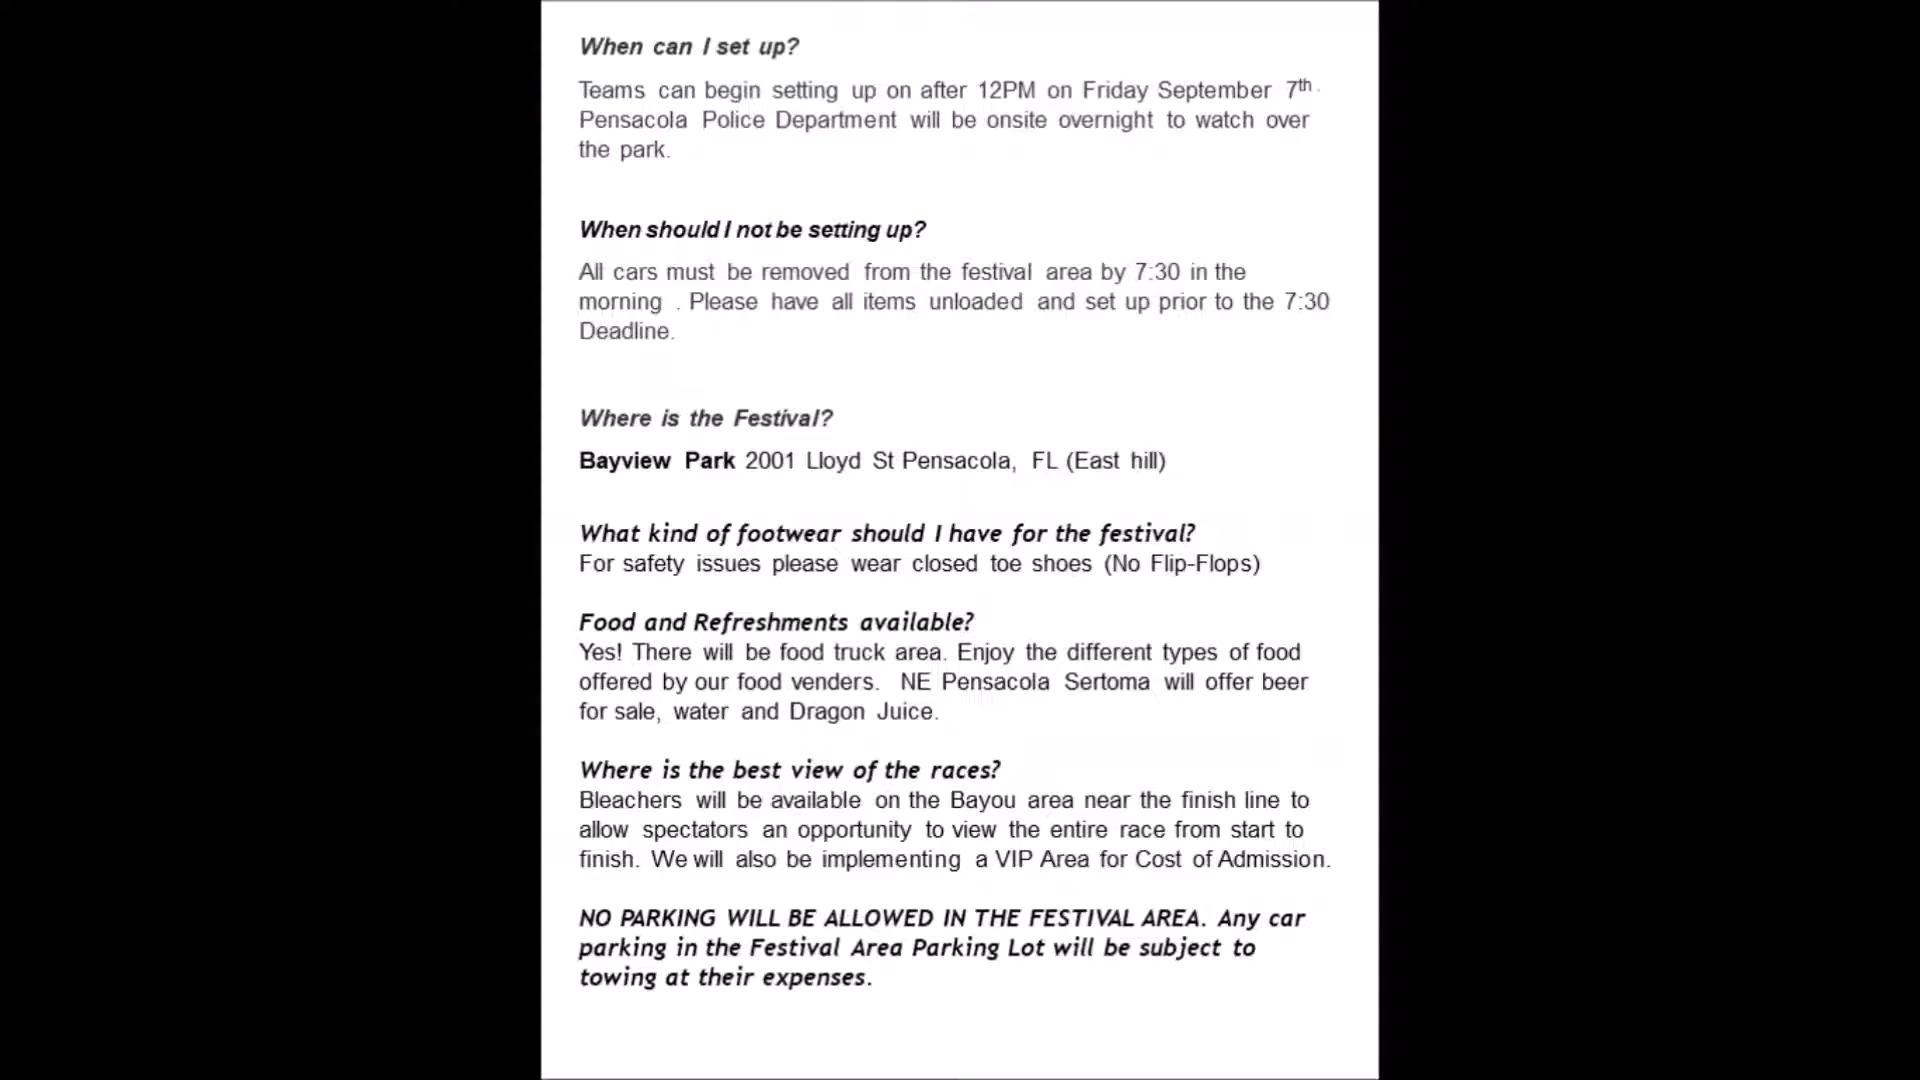 When can I set up?
Teams can begin setting up on after 12PM on Friday September 7th.
Pensacola Police Department will be onsite overnight to watch over
the park.
When should I not be setting up?
All cars must be removed from the festival area by 7:30 in the
morning . Please have all items unloaded and set up prior to the 7:30
Deadline.
Where is the Festival?
Bayview Park 2001 Lloyd St Pensacola, FL (East hill)
What kind of footwear should I have for the festival?
For safety issues please wear closed toe shoes (No Flip-Flops)
Food and Refreshments available?
Yes! There will be food truck area. Enjoy the different types of food
offered by our food venders. NE Pensacola Sertoma will offer beer
for sale, water and Dragon Juice.
Where is the best view of the races?
Bleachers will be available on the Bayou area near the finish line to
allow spectators an opportunity to view the entire race from start to
finish. We will also be implementing a VIP Area for Cost of Admission.
NO PARKING WILL BE ALLOWED IN THE FESTIVAL AREA. Any car
parking in the Festival Area Parking Lot will be subject to
towing at their expenses.